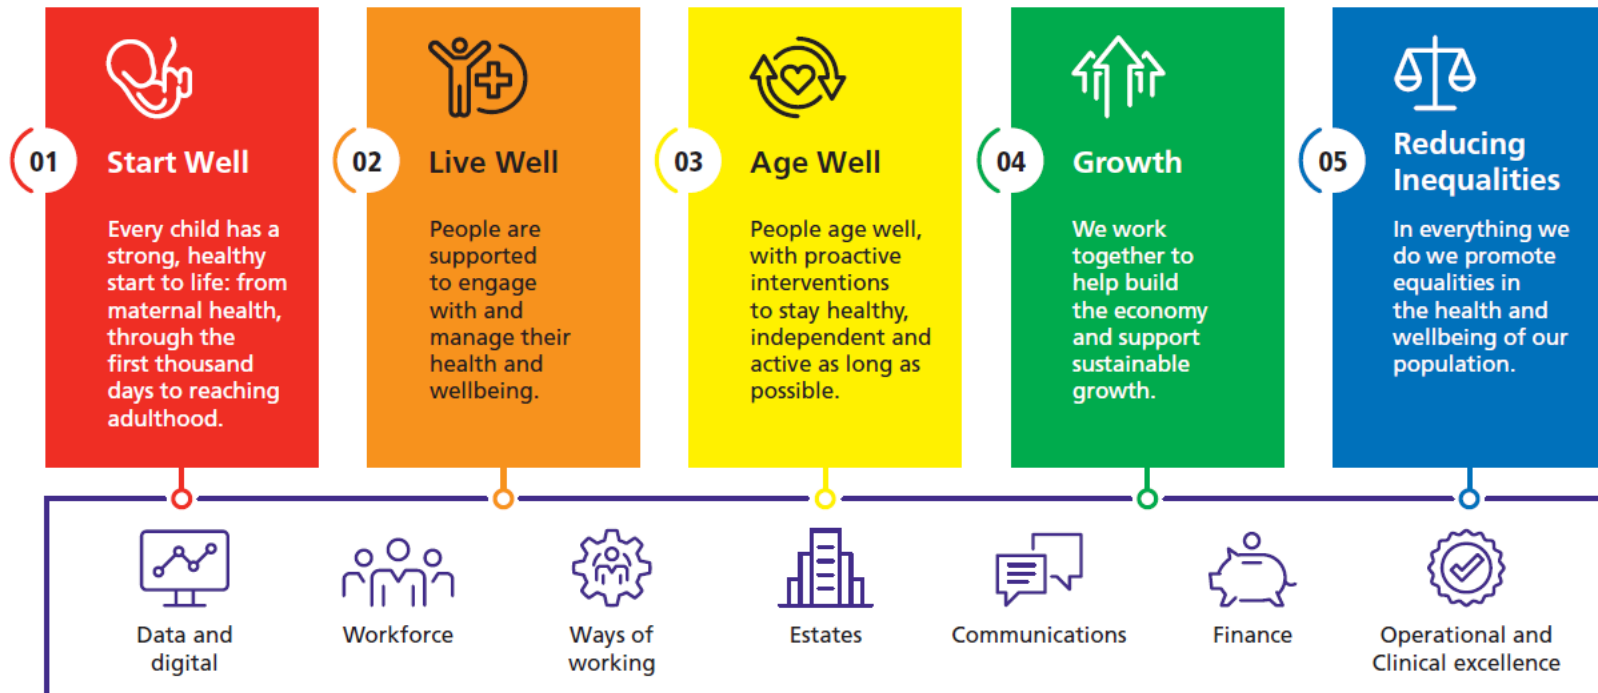 01
Start Well
Every child has a
strong, healthy
start to life: from
maternal health,
through the
first thousand
days to reaching
adulthood.
02
Live Well
People are
supported
to engage
with and
manage their
health and
wellbeing.
03
Age Well
People age well,
with proactive
interventions
to stay healthy,
independent and
active as long as
possible.
04
Growth
We work
together to
help build
the economy
and support
sustainable
growth.
05
Reducing
Inequalities
In everything we
do we promote
equalities in
the health and
wellbeing of our
population.
Data and
digital
Workforce
Ways of
working
Estates
Communications
Finance
Operational and
Clinical excellence